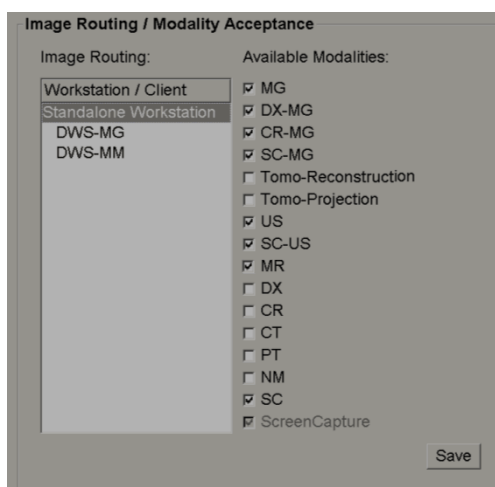 Image Routing / Modality Acceptance
Image Routing:
Workstation / Client
Standalone Workstation
DWS-MG
DWS-MM
Available Modalities:
MG
DX-MG
CR-MG
SC-MG
Tomo-Reconstruction
Tomo-Projection
US
SC-US
MR
DX
CR
CT
PT
NM
SC
ScreenCapture
Save